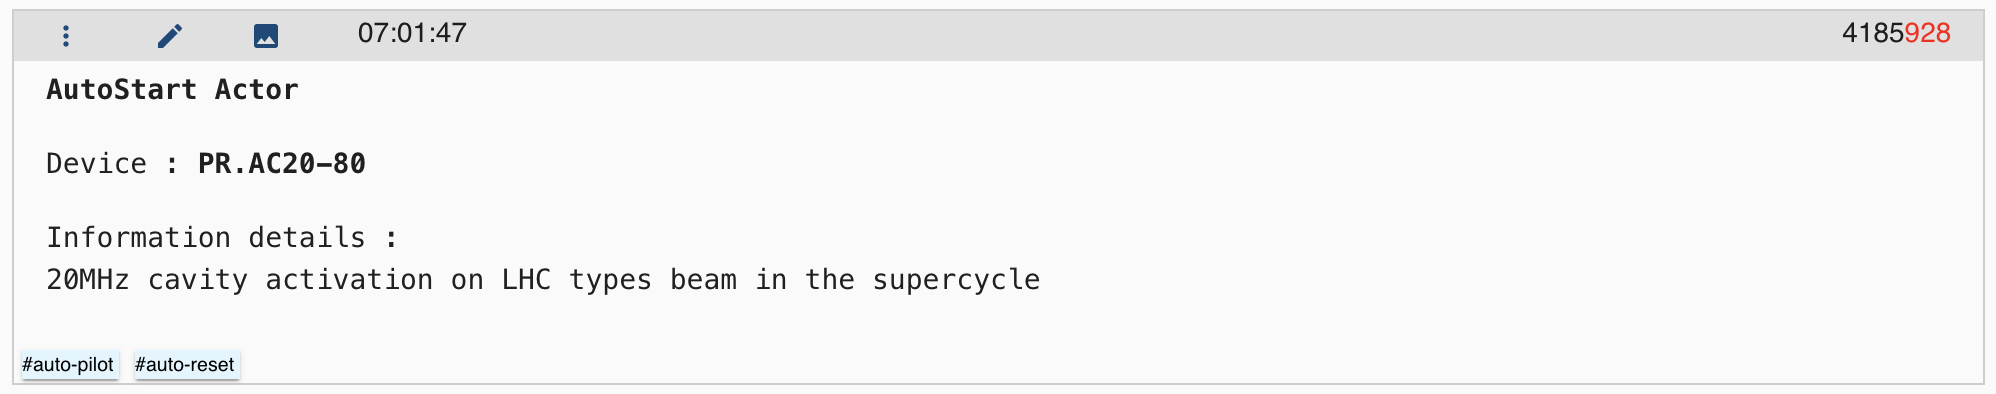 07:01:47 4185928
AutoStart Actor
Device : PR.AC20-80
Information details :
20MHz cavity activation on LHC types beam in the supercycle
#auto-pilot #auto-reset